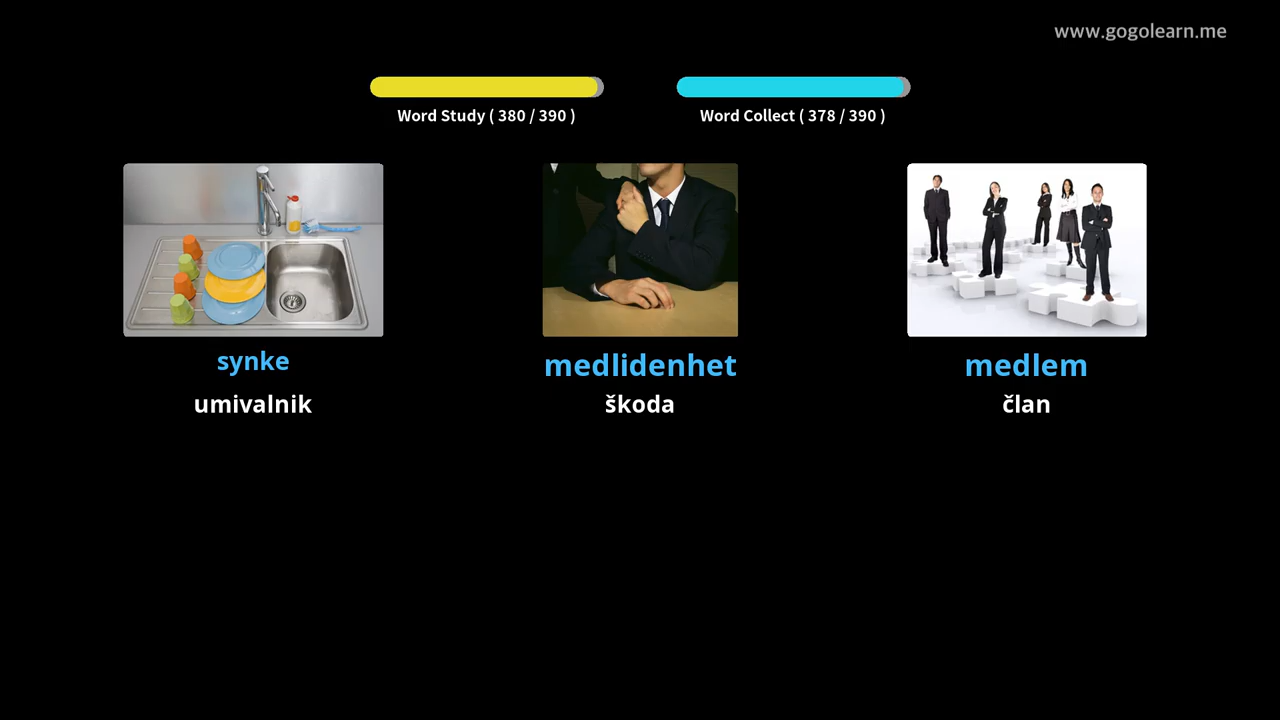 www.gogolearn.me
Word Study ( 380 / 390 )
Word Collect ( 378 / 390 )
synke
medlidenhet
medlem
umivalnik
škoda
član